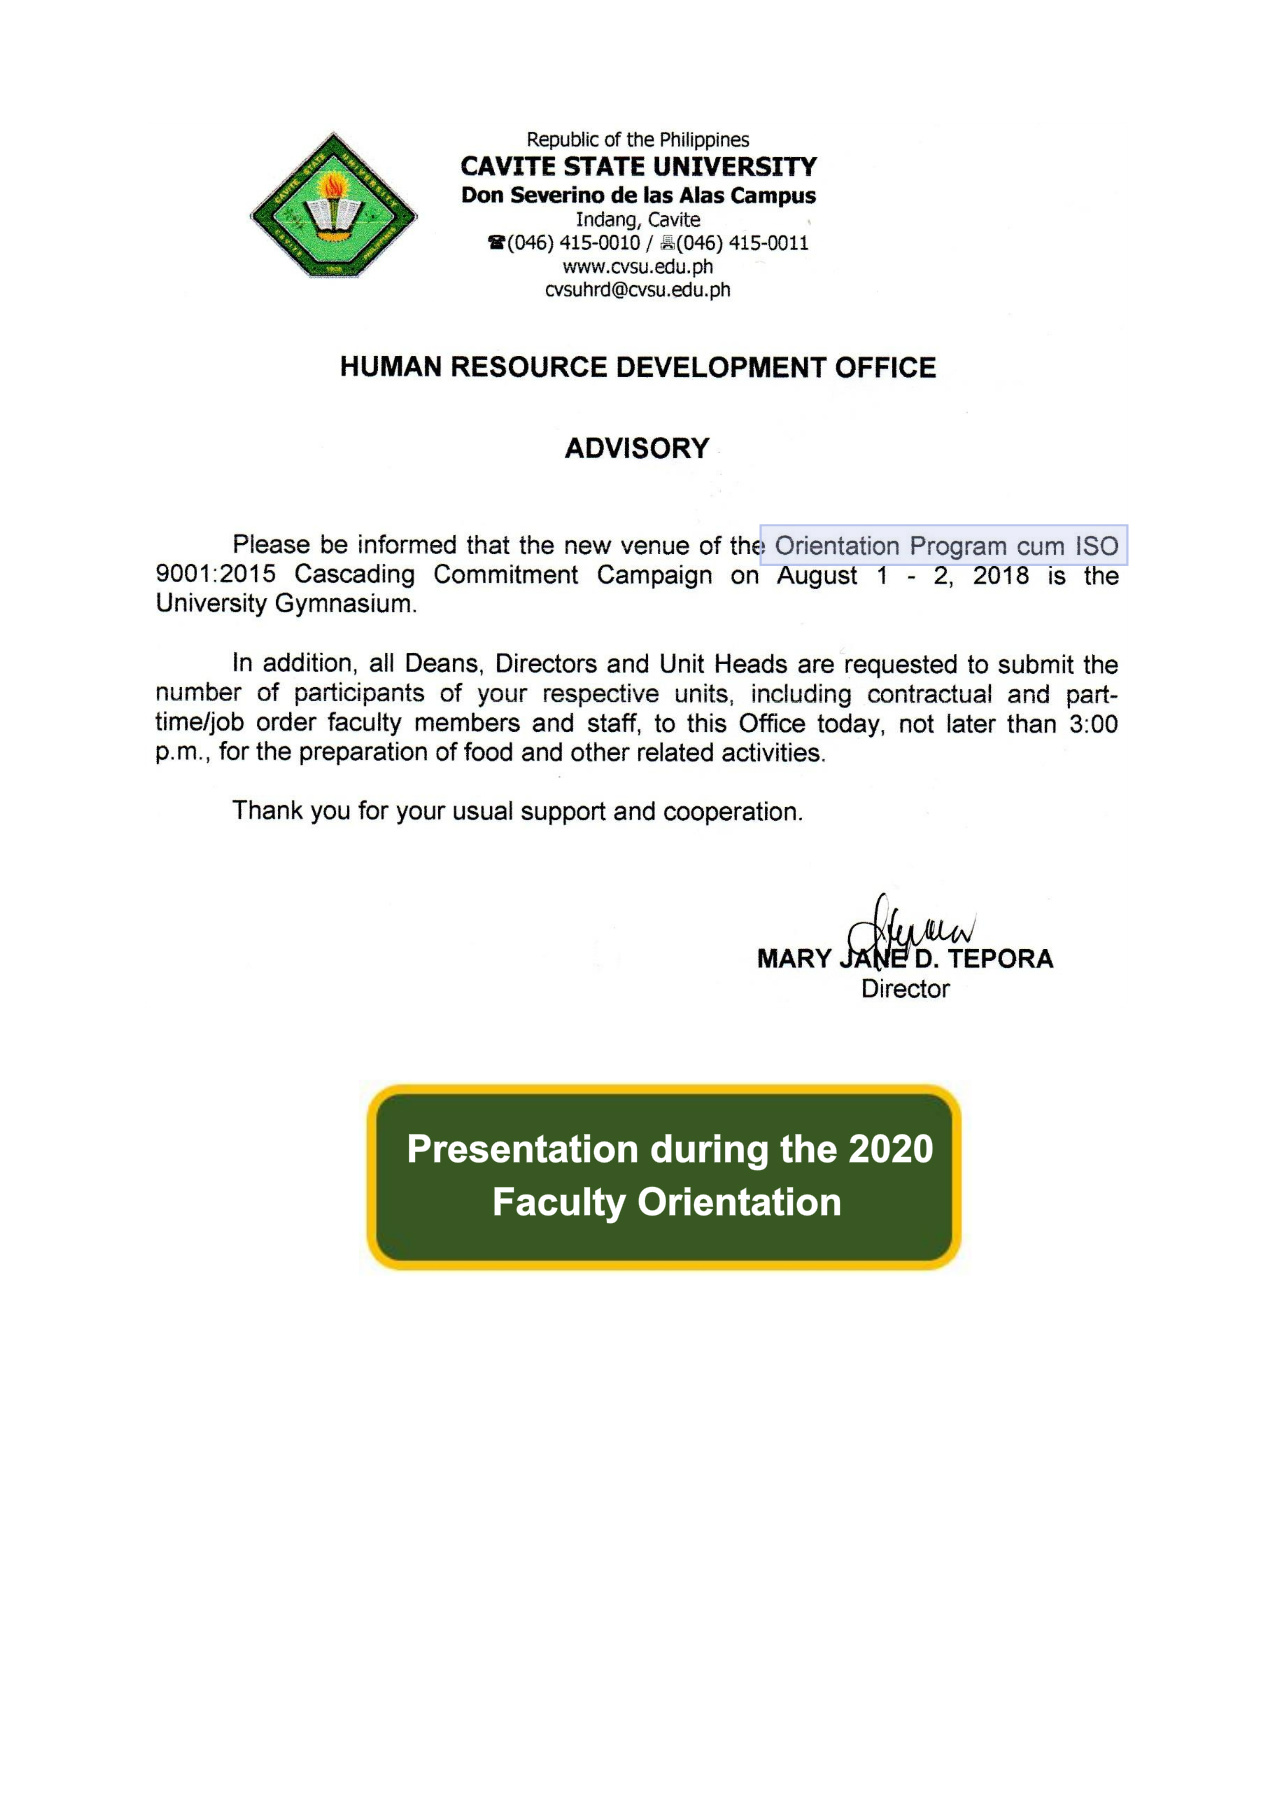 Republic of the Philippines
CAVITE STATE UNIVERSITY
Don Severino de las Alas Campus
Indang, Cavite
☎(046) 415-0010 / (046) 415-0011
www.cvsu.edu.ph
cvsuhrd@cvsu.edu.ph
CAVITE STATE UNIVERSITY
CAVITE PHILIPPINES
1906
HUMAN RESOURCE DEVELOPMENT OFFICE
ADVISORY
Please be informed that the new venue of the Orientation Program cum ISO
9001:2015 Cascading Commitment Campaign on August 1 - 2, 2018 is the
University Gymnasium.
In addition, all Deans, Directors and Unit Heads are requested to submit the
number of participants of your respective units, including contractual and part-
time/job order faculty members and staff, to this Office today, not later than 3:00
p.m., for the preparation of food and other related activities.
Thank you for your usual support and cooperation.
MARY JANE D. TEPORA
Director
Presentation during the 2020
Faculty Orientation